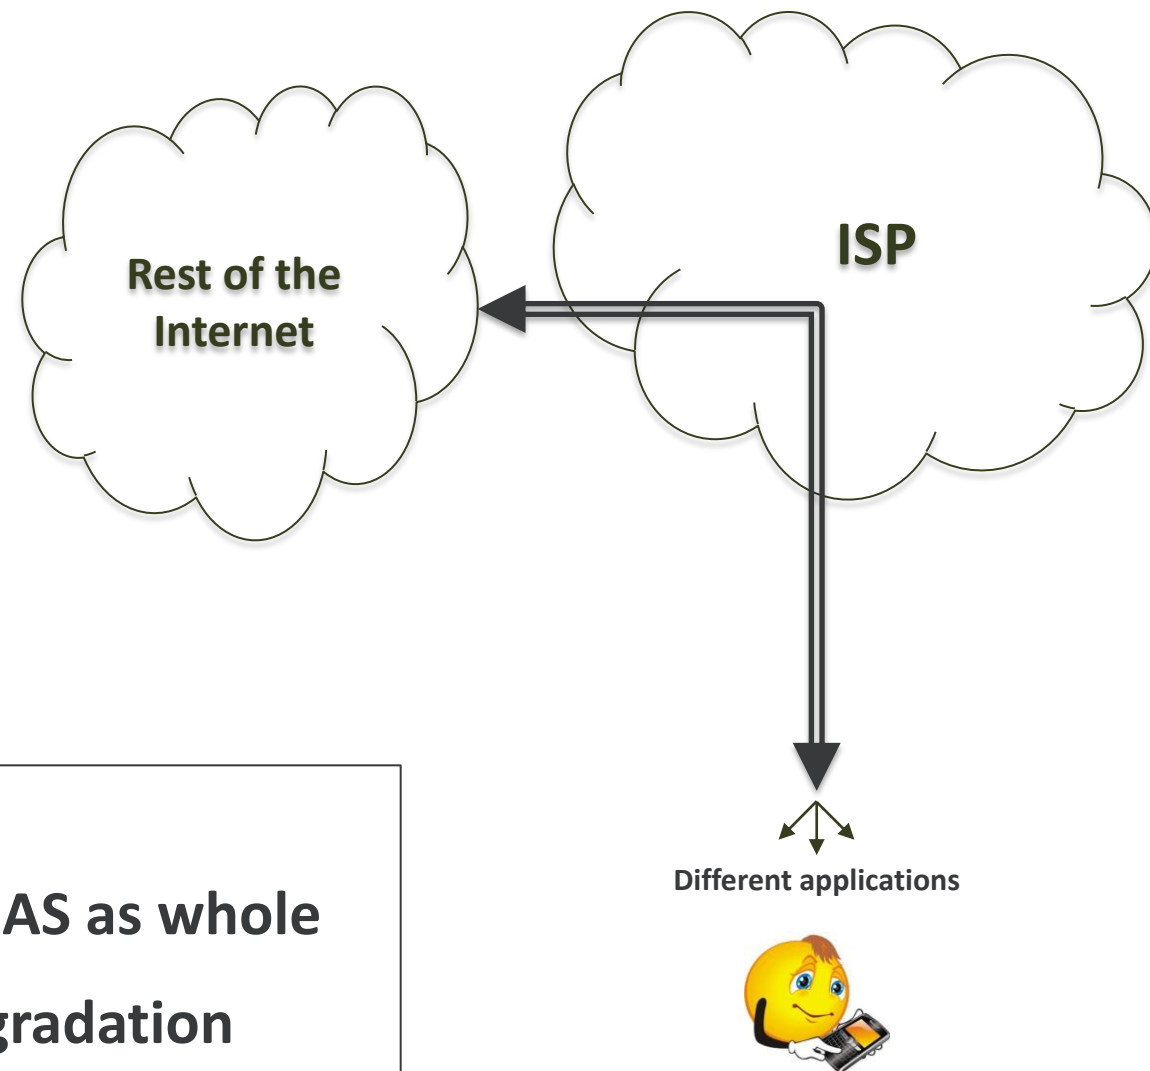 ISP
Rest of the
Internet
Different applications
AS as whole
gradation